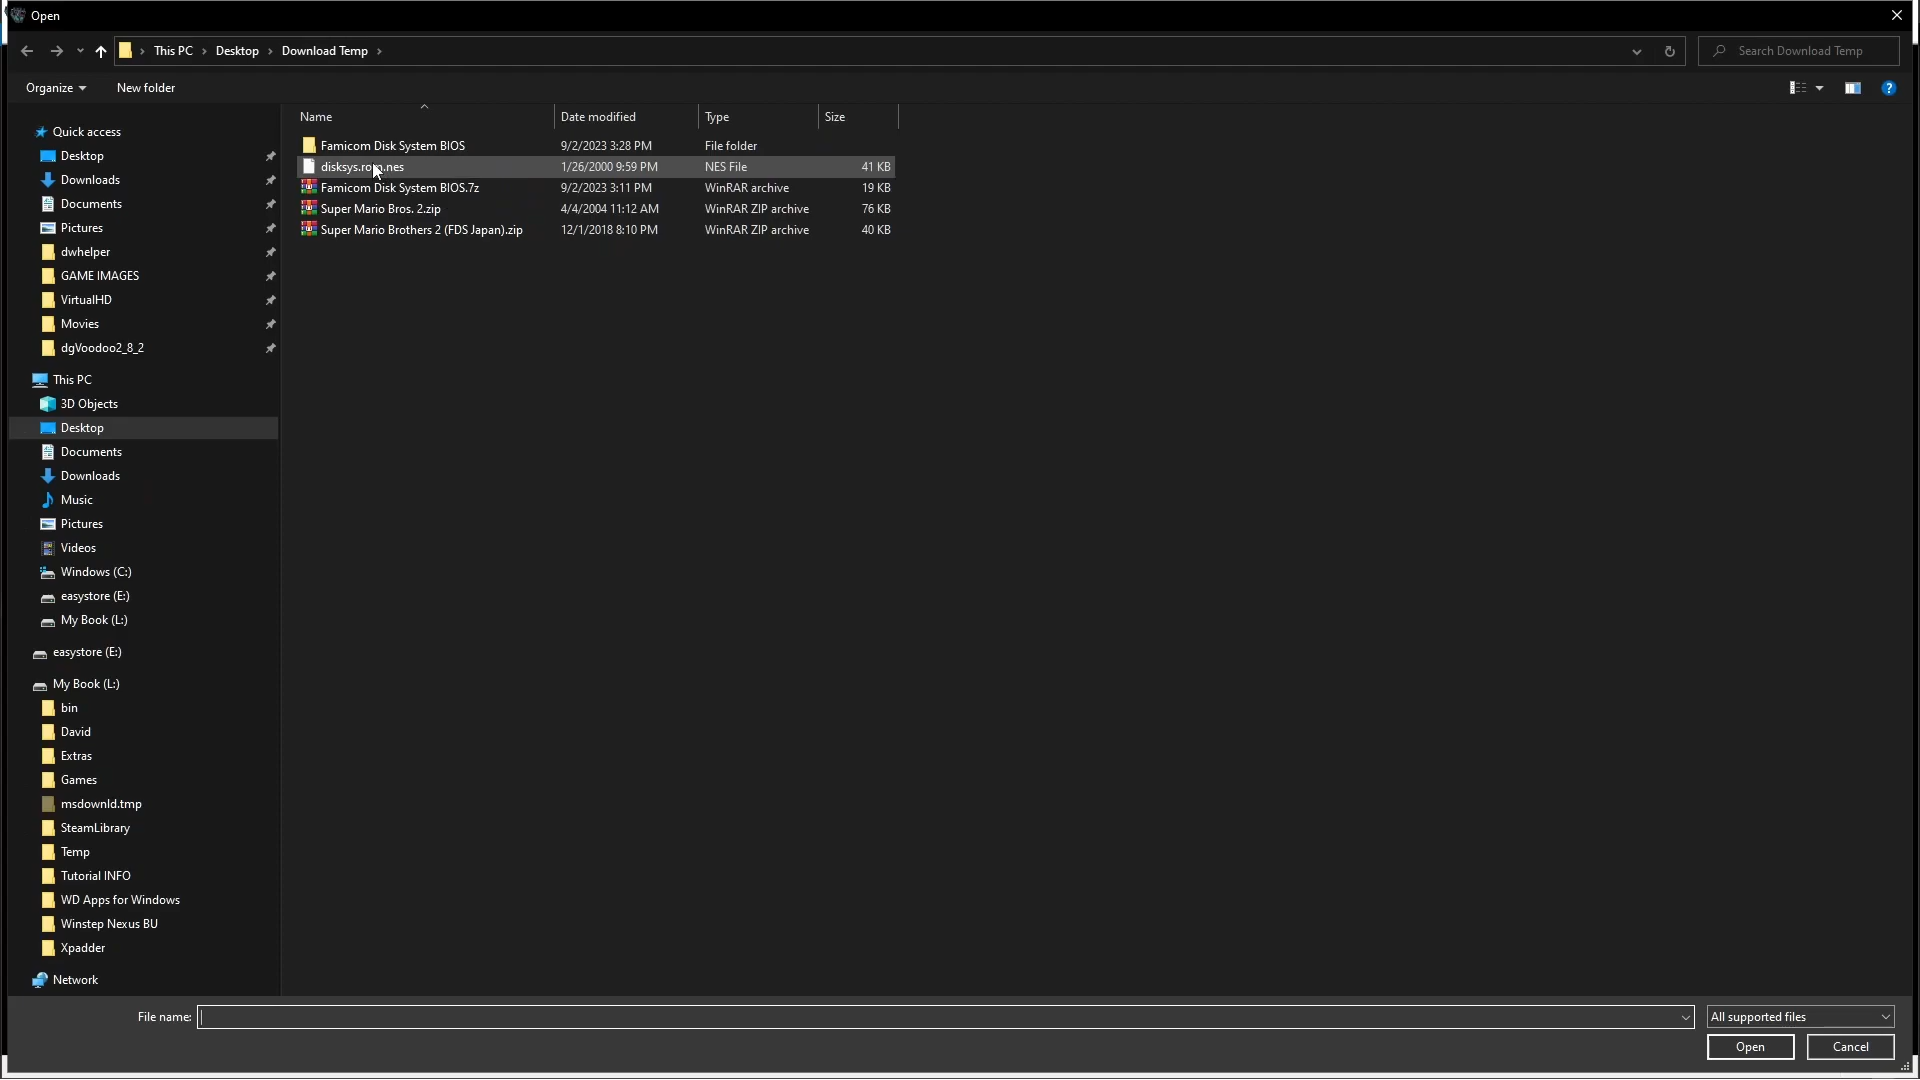 Open
This PC Desktop Download Temp Search Download Temp
Organize New folder
Name Date modified Type Size
Famicom Disk System BIOS 9/2/2023 3:28 PM File folder
disksys.rom.nes 1/26/2000 9:59 PM NES File 41 KB
Famicom Disk System BIOS.7z 9/2/2023 3:11 PM WinRAR archive 19 KB
Super Mario Bros. 2.zip 4/4/2004 11:12 AM WinRAR ZIP archive 76 KB
Super Mario Brothers 2 (FDS Japan).zip 12/1/2018 8:10 PM WinRAR ZIP archive 40 KB
Quick access
Desktop
Downloads
Documents
Pictures
dwhelper
GAME IMAGES
VirtualHD
Movies
dgVoodoo2_8_2
This PC
3D Objects
Desktop
Documents
Downloads
Music
Pictures
Videos
Windows (C:)
easystore (E:)
My Book (L:)
easystore (E:)
My Book (L:)
bin
David
Extras
Games
msdownld.tmp
SteamLibrary
Temp
Tutorial INFO
WD Apps for Windows
Winstep Nexus BU
Xpadder
Network
File name: All supported files
Open Cancel